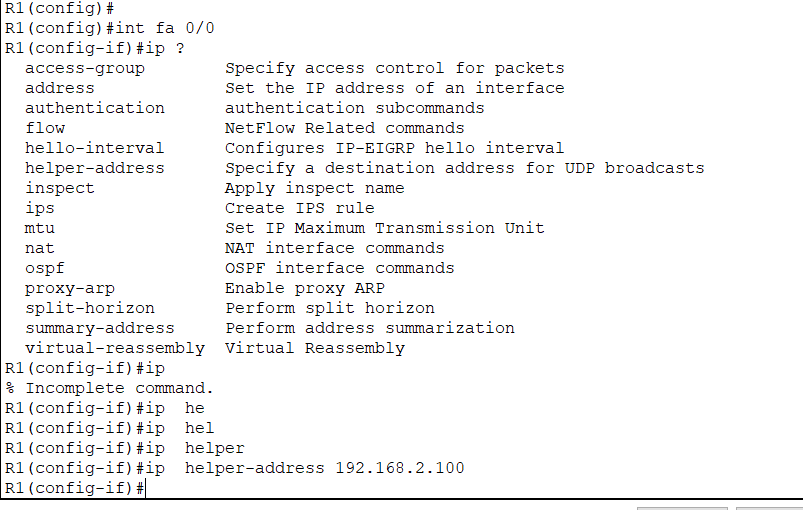 R1(config)#
R1(config)#int fa 0/0
R1(config-if)#ip ?
  access-group        Specify access control for packets
  address             Set the IP address of an interface
  authentication      authentication subcommands
  flow                NetFlow Related commands
  hello-interval      Configures IP-EIGRP hello interval
  helper-address      Specify a destination address for UDP broadcasts
  inspect             Apply inspect name
  ips                 Create IPS rule
  mtu                 Set IP Maximum Transmission Unit
  nat                 NAT interface commands
  ospf                OSPF interface commands
  proxy-arp           Enable proxy ARP
  split-horizon       Perform split horizon
  summary-address     Perform address summarization
  virtual-reassembly  Virtual Reassembly
R1(config-if)#ip
% Incomplete command.
R1(config-if)#ip  he
R1(config-if)#ip  hel
R1(config-if)#ip  helper
R1(config-if)#ip  helper-address 192.168.2.100
R1(config-if)#